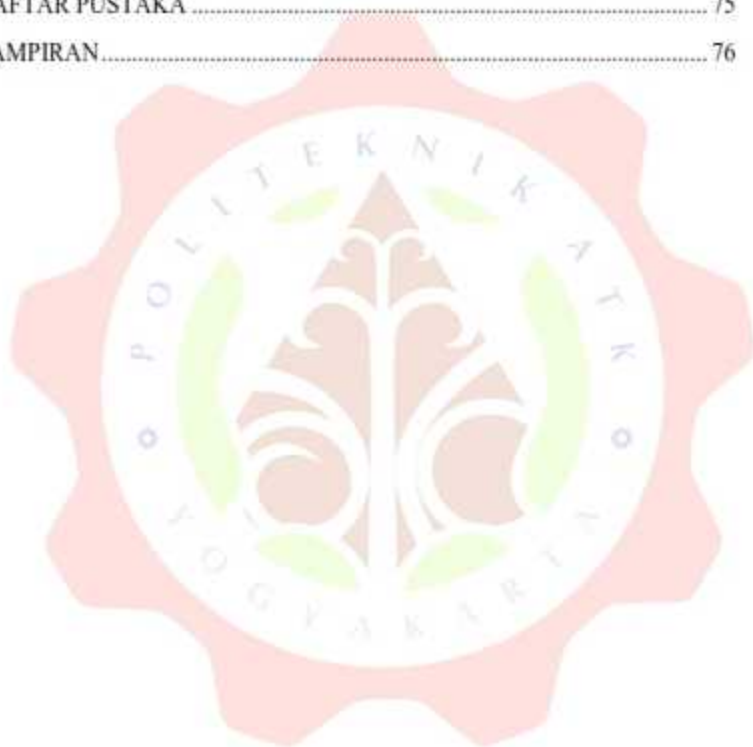 AFTAR PUSTAKA ........ 75
AMPIRAN ........ 76
POLITEKNIK ATK
YOGYAKARTA